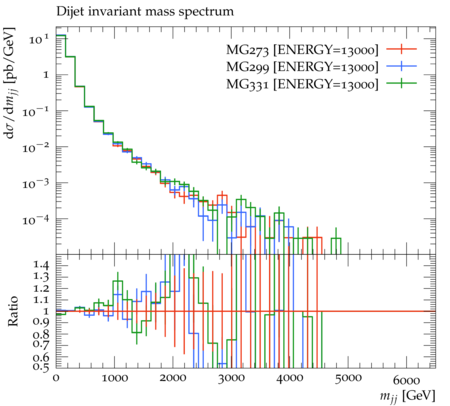 Dijet invariant mass spectrum
MG273 [ENERGY=13000]
MG299 [ENERGY=13000]
MG331 [ENERGY=13000]
dσ/dm_jj [pb/GeV]
10^1
1
10^−1
10^−2
10^−3
10^−4
Ratio
1.4
1.3
1.2
1.1
1
0.9
0.8
0.7
0.6
0.5
0 1000 2000 3000 4000 5000 6000
m_jj [GeV]